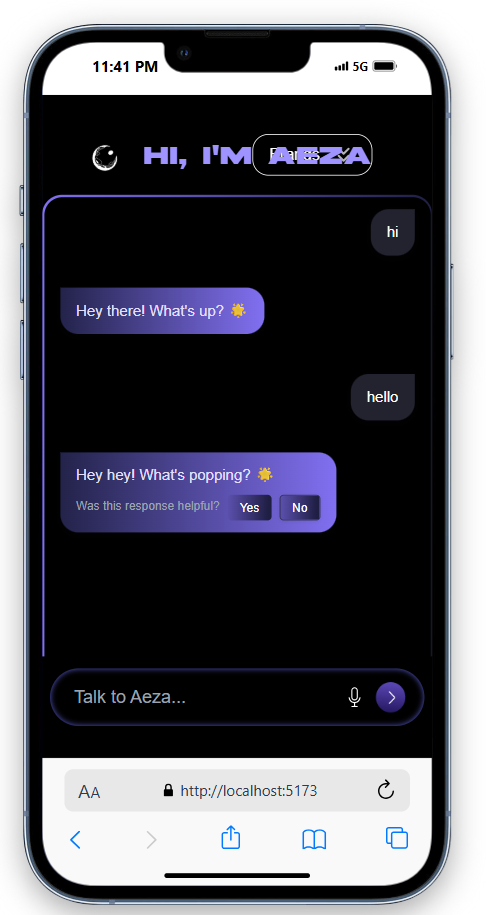 11:41 PM
5G
HI, I'M AEZA
hi
Hey there! What's up?
hello
Hey hey! What's popping?
Was this response helpful? Yes No
Talk to Aeza...
AA http://localhost:5173